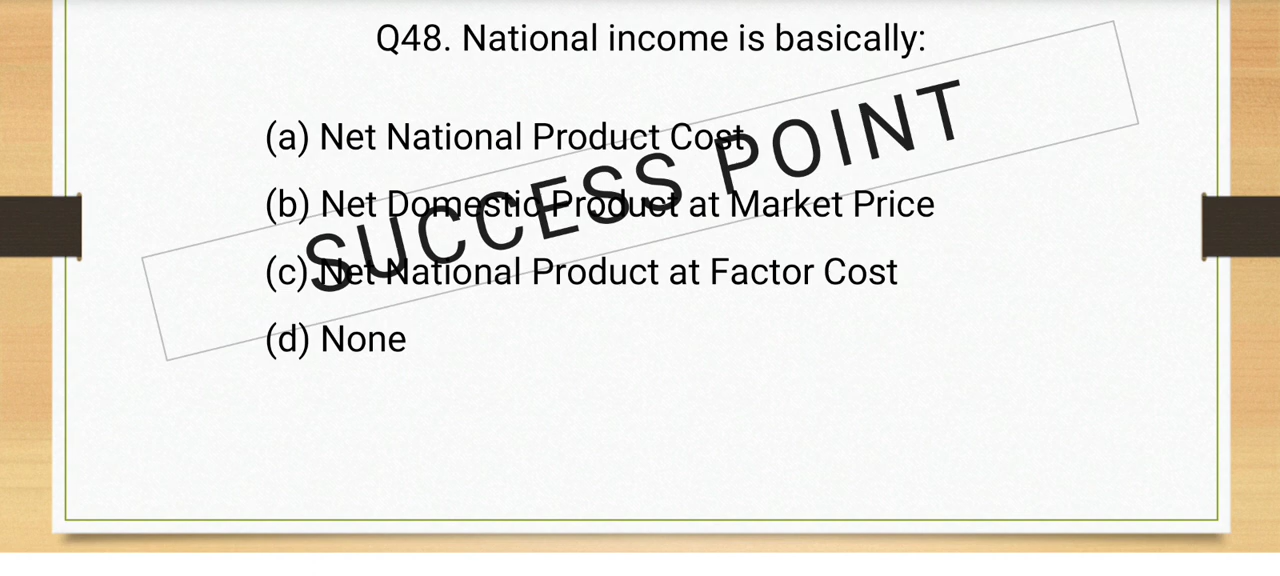 Q48. National income is basically:
(a) Net National Product Cost
(b) Net Domestic Product at Market Price
(c) Net National Product at Factor Cost
(d) None
SUCCESS POINT